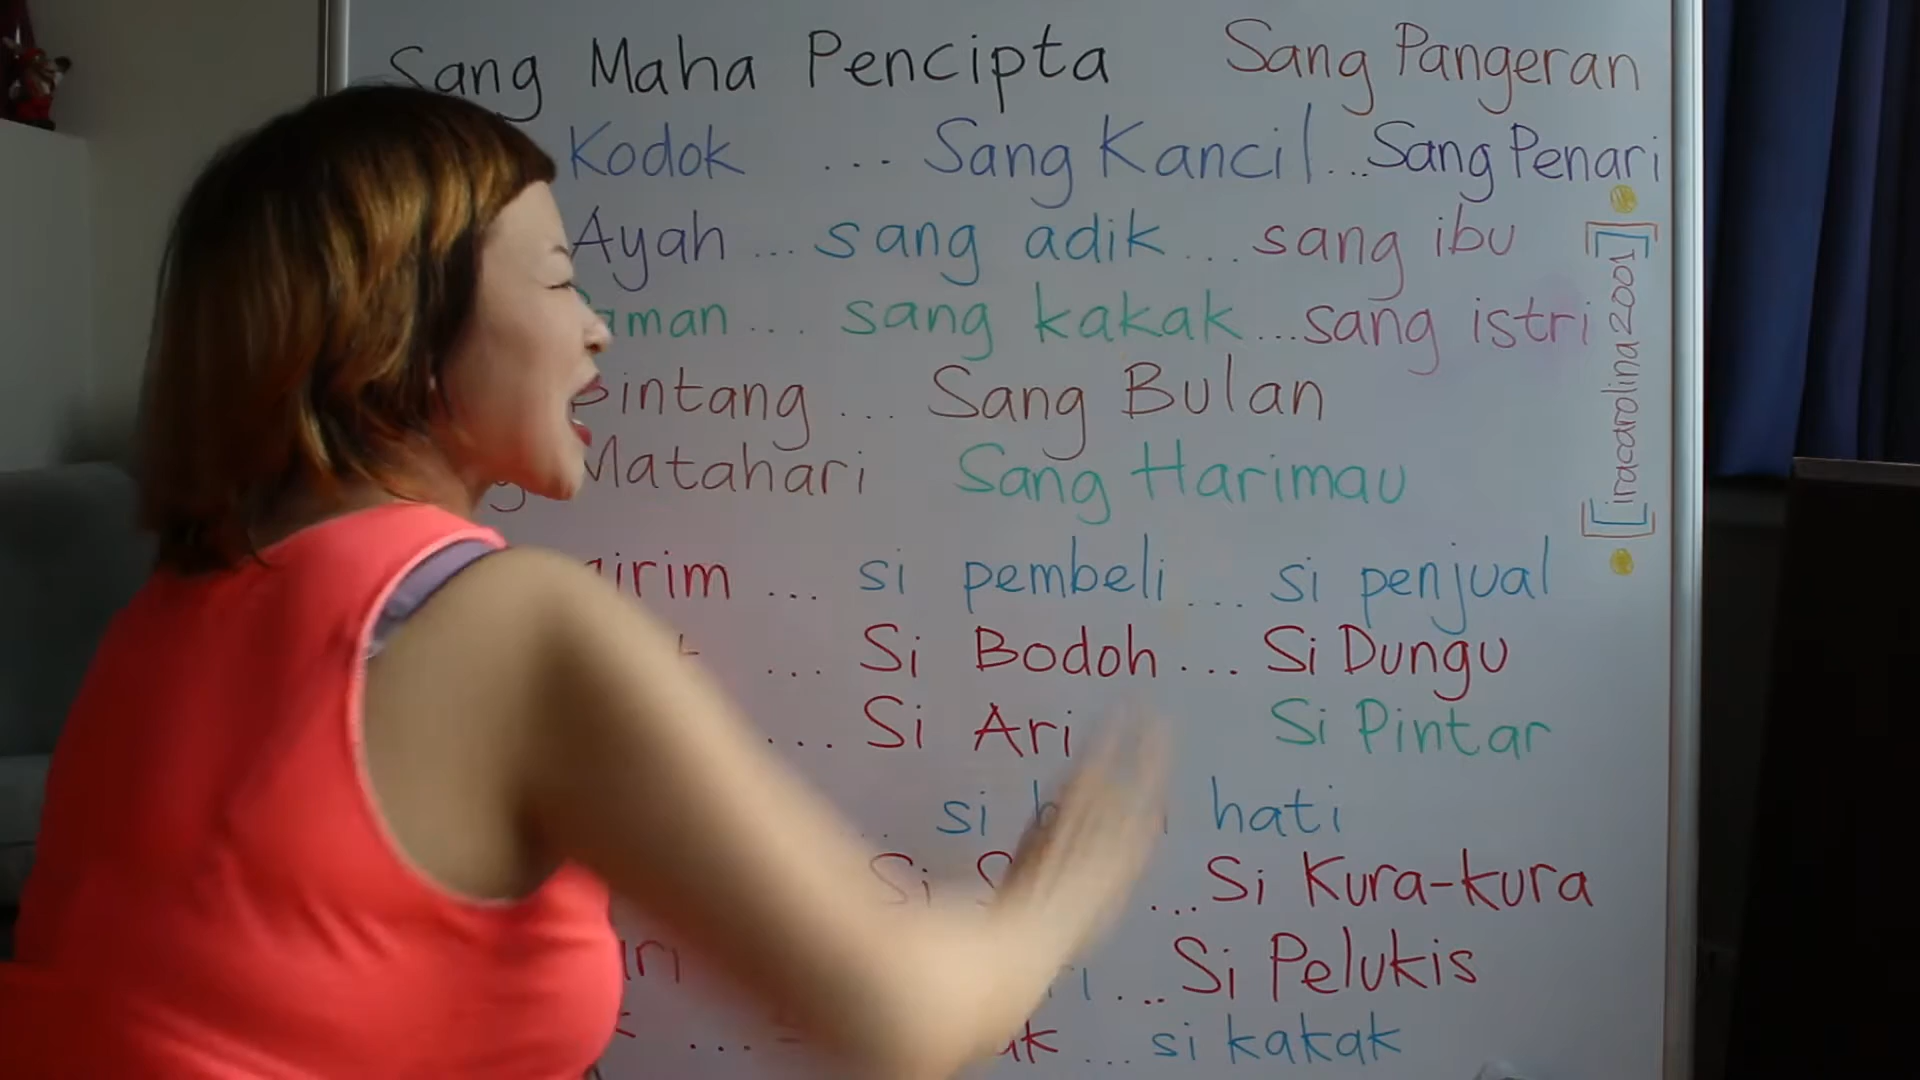 Sang Maha Pencipta Sang Pangeran
Kodok ... Sang Kancil...Sang Penari
Ayah ... sang adik...sang ibu
... sang kakak...sang istri
Bintang ... Sang Bulan
Matahari Sang Harimau
... si pembeli ... si penjual
... Si Bodoh... Si Dungu
... Si Ari Si Pintar
si hati
Si ...Si Kura-kura
...Si Pelukis
... si kakak
[[iracarolina2001]]